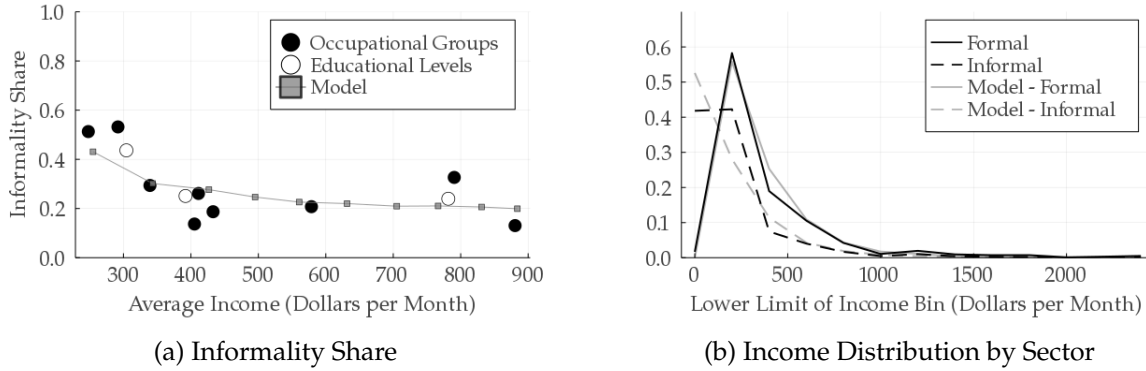 1.0
0.8
0.6
0.4
0.2
0.0
Informality Share
Occupational Groups
Educational Levels
Model
300 400 500 600 700 800 900
Average Income (Dollars per Month)
(a) Informality Share
0.6
0.5
0.4
0.3
0.2
0.1
0.0
Formal
Informal
Model - Formal
Model - Informal
0 500 1000 1500 2000
Lower Limit of Income Bin (Dollars per Month)
(b) Income Distribution by Sector